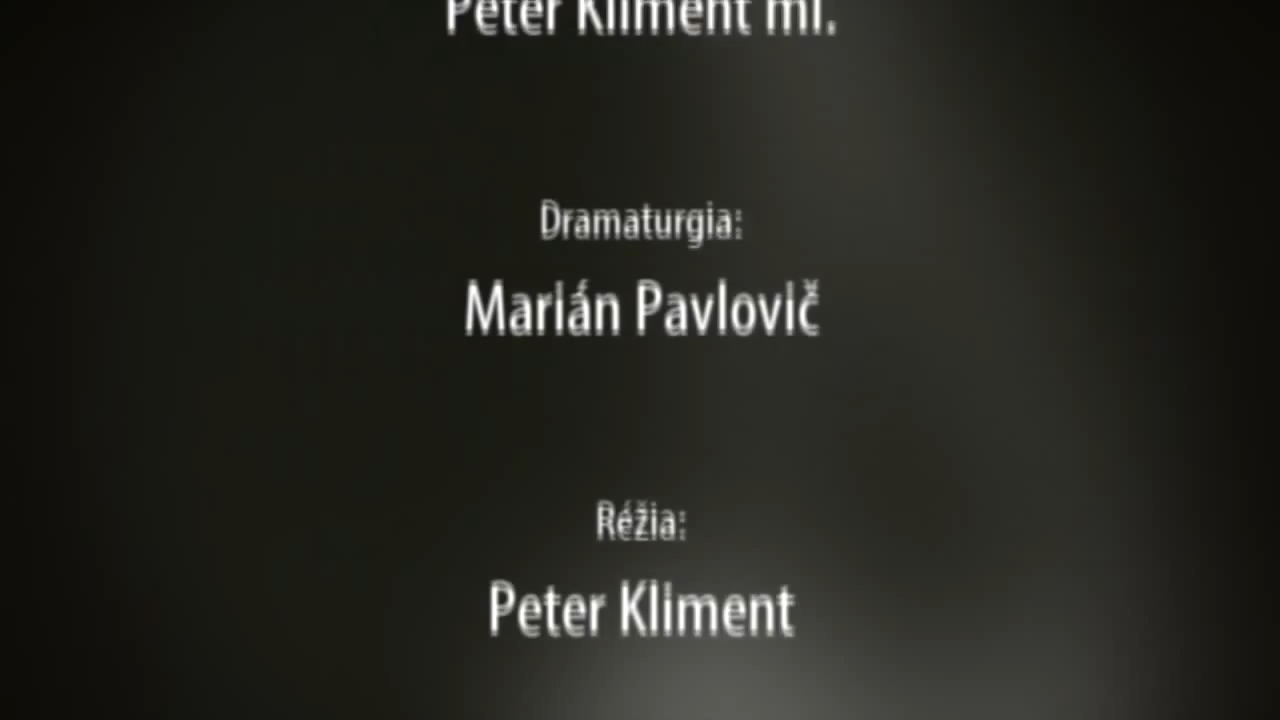 Peter Kliment ml.
Dramaturgia:
Marián Pavlovič
Réžia:
Peter Kliment